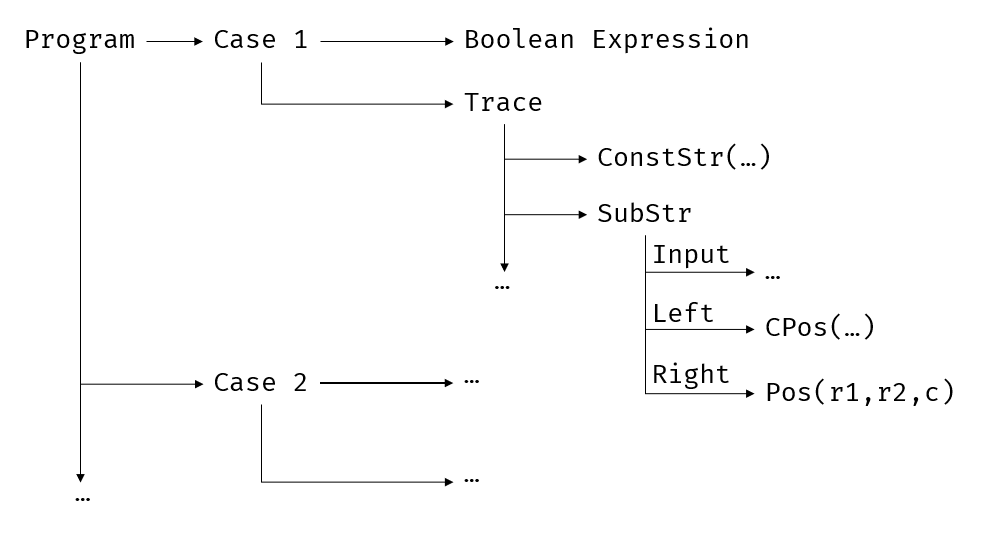 Program
Case 1
Boolean Expression
Trace
ConstStr(…)
SubStr
Input
…
…
Left
CPos(…)
Right
Pos(r1,r2,c)
Case 2
…
…
…